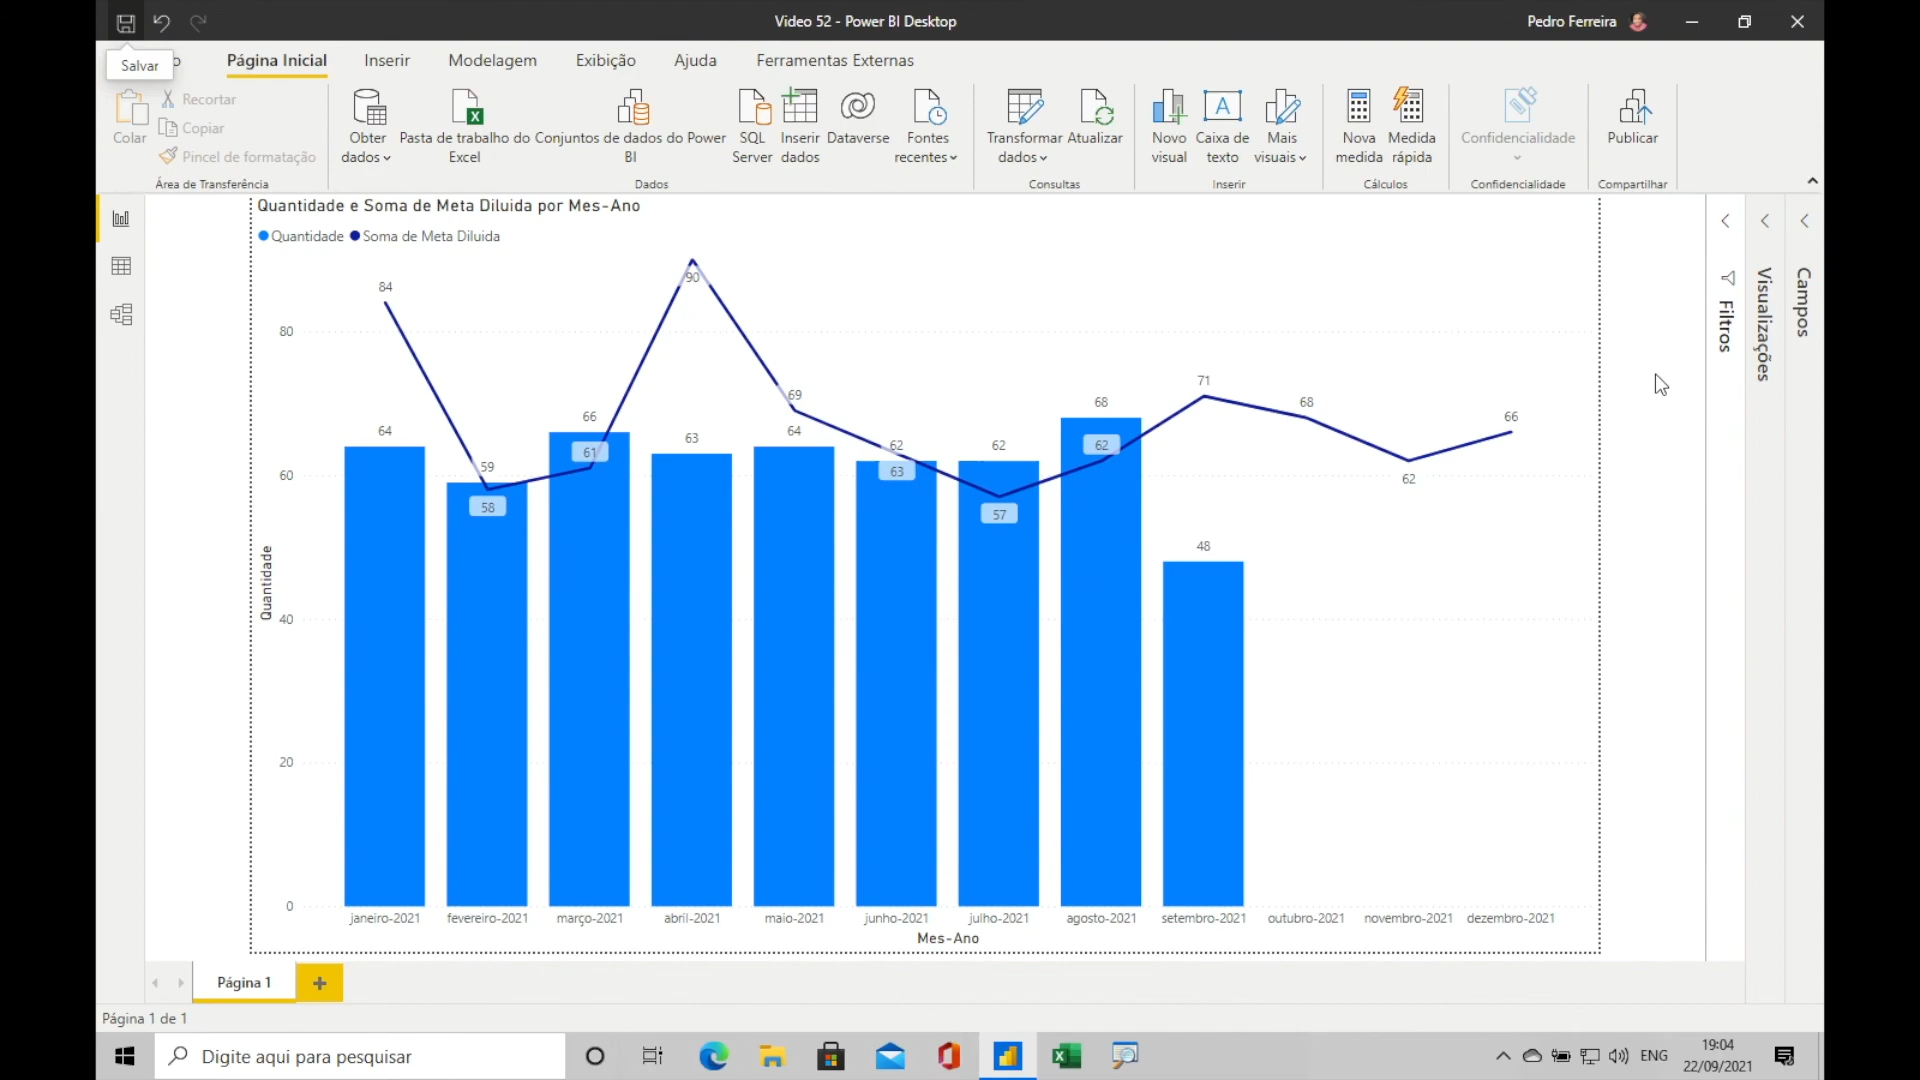 Video 52 - Power BI Desktop
Pedro Ferreira
Salvar
Página Inicial
Inserir
Modelagem
Exibição
Ajuda
Ferramentas Externas
Colar
Recortar
Copiar
Pincel de formatação
Área de Transferência
Obter dados
Pasta de trabalho do Excel
Conjuntos de dados do Power BI
SQL Server
Inserir dados
Dataverse
Fontes recentes
Dados
Transformar dados
Atualizar
Consultas
Novo visual
Caixa de texto
Mais visuais
Inserir
Nova medida
Medida rápida
Cálculos
Confidencialidade
Confidencialidade
Publicar
Compartilhar
Quantidade e Soma de Meta Diluida por Mes-Ano
Quantidade
Soma de Meta Diluida
80
60
40
20
0
Quantidade
84
64
59
58
66
61
90
63
69
64
62
63
62
57
68
62
71
48
68
62
66
janeiro-2021
fevereiro-2021
março-2021
abril-2021
maio-2021
junho-2021
julho-2021
agosto-2021
setembro-2021
outubro-2021
novembro-2021
dezembro-2021
Mes-Ano
Filtros
Visualizações
Campos
Página 1
Página 1 de 1
Digite aqui para pesquisar
ENG
19:04
22/09/2021